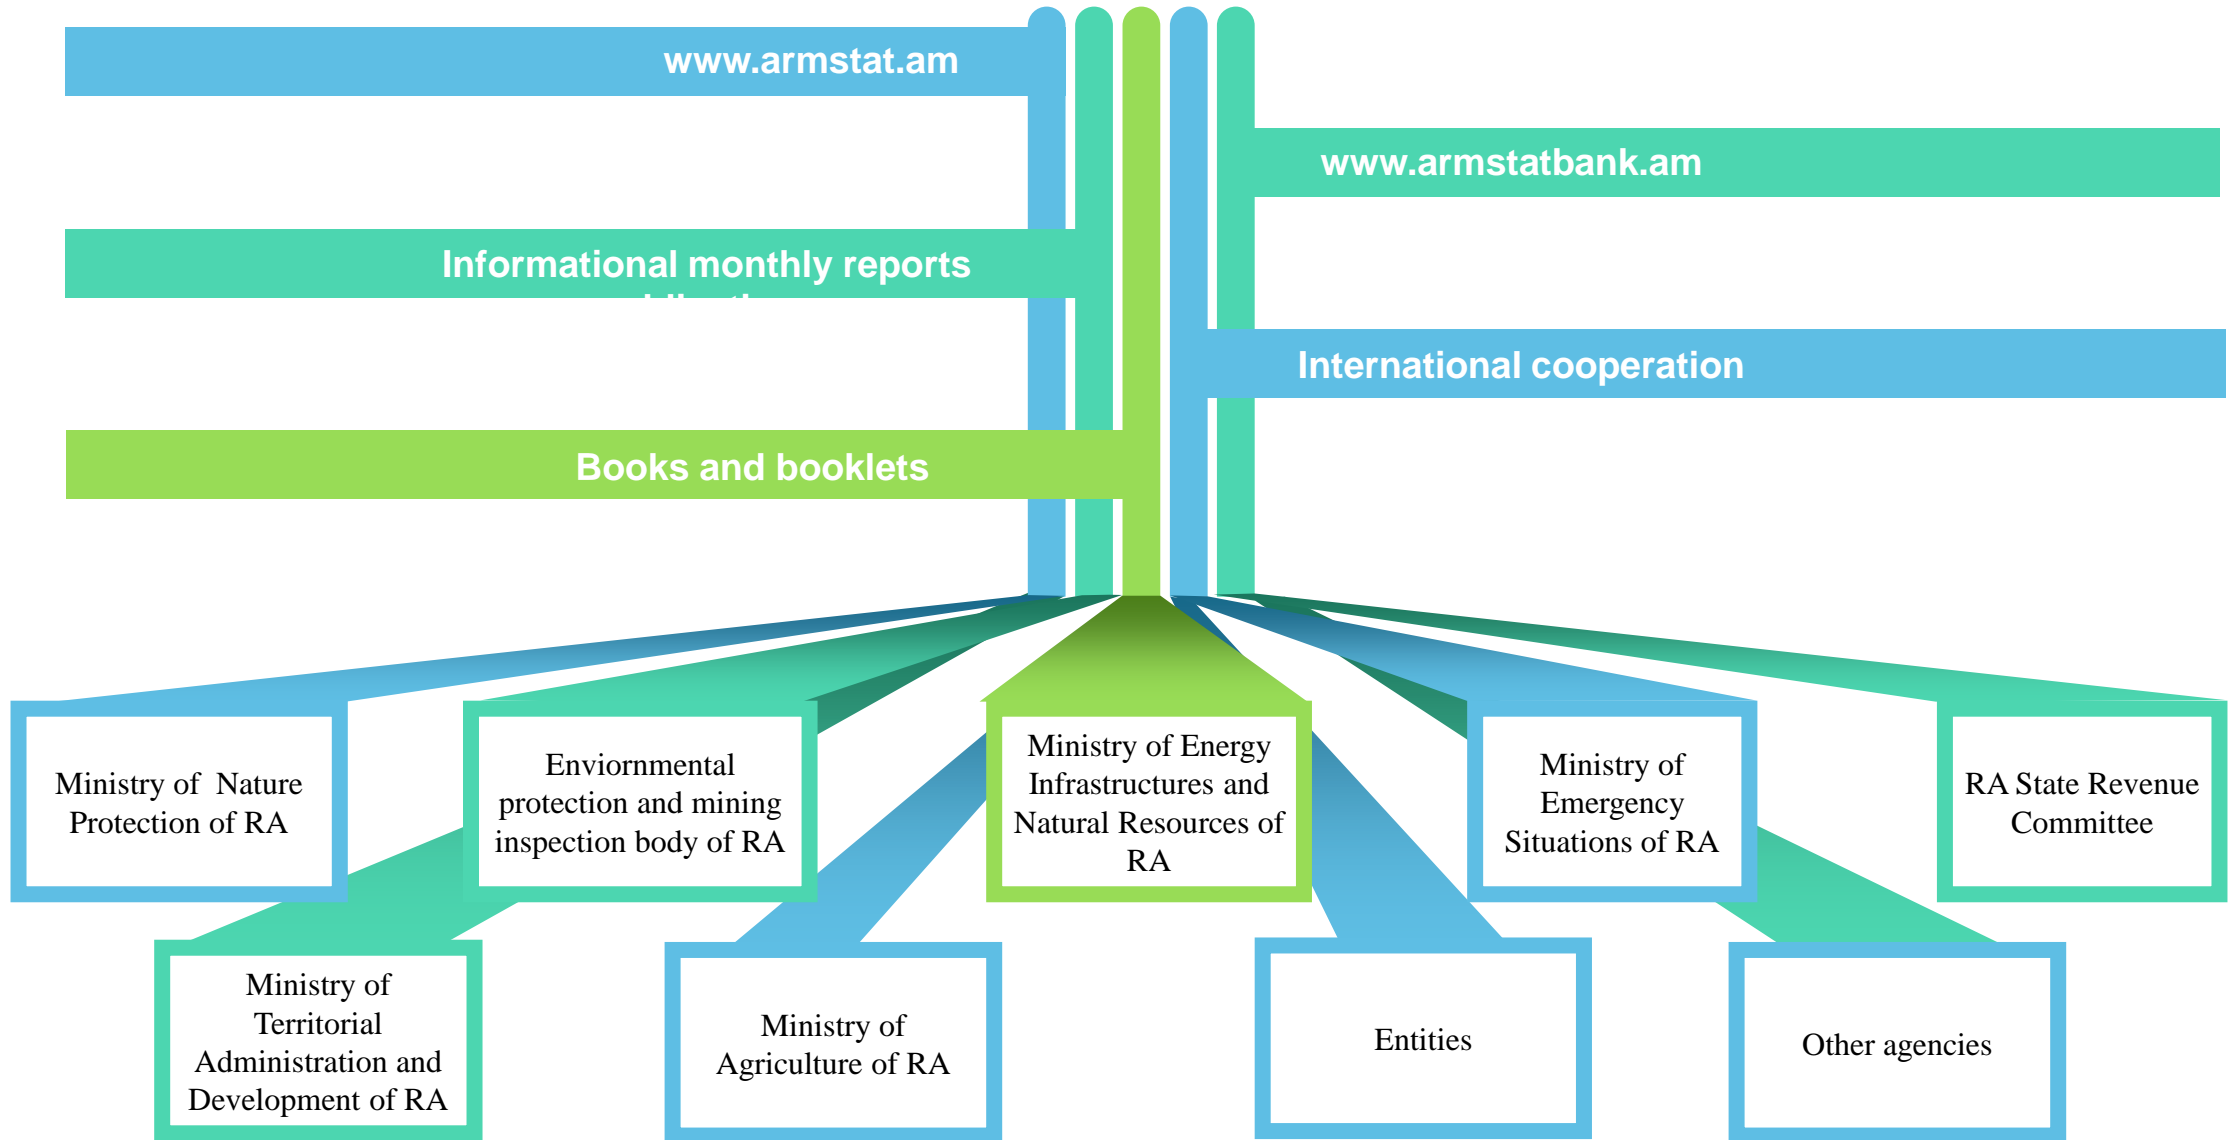 www.armstat.am
www.armstatbank.am
Informational monthly reports
International cooperation
Books and booklets
Ministry of Nature
Protection of RA
Enviornmental
protection and mining
inspection body of RA
Ministry of Energy
Infrastructures and
Natural Resources of
RA
Ministry of
Emergency
Situations of RA
RA State Revenue
Committee
Ministry of
Territorial
Administration and
Development of RA
Ministry of
Agriculture of RA
Entities
Other agencies